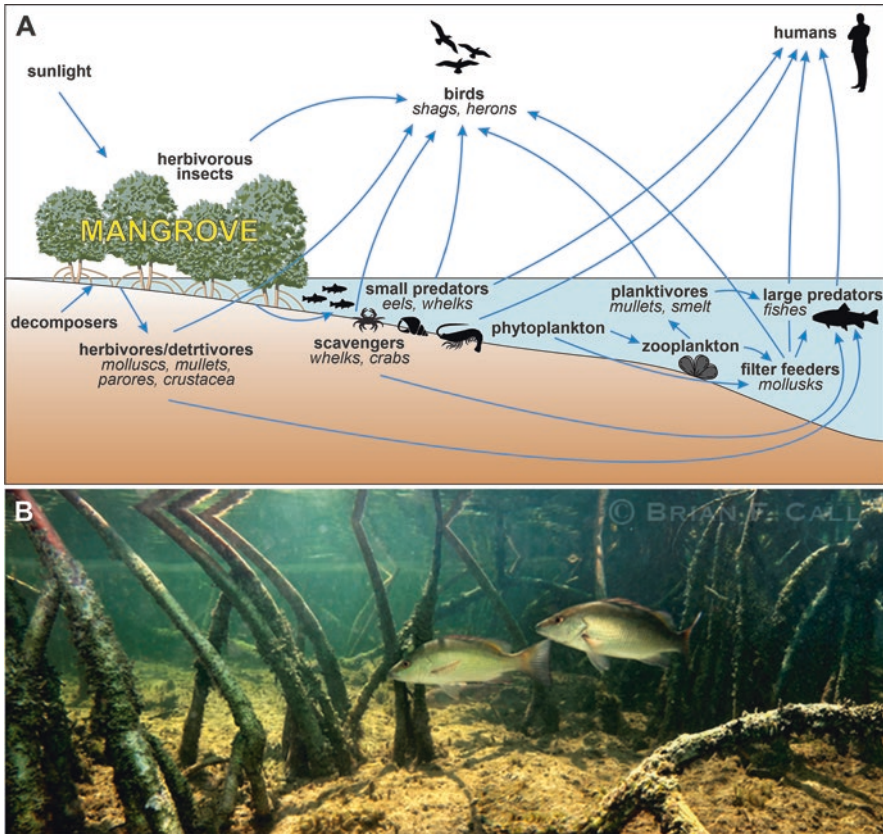 A
humans
sunlight
birds
shags, herons
herbivorous
insects
MANGROVE
small predators
eels, whelks
planktivores
mullets, smelt
large predators
fishes
decomposers
phytoplankton
herbivores/detrtivores
molluscs, mullets,
parores, crustacea
scavengers
whelks, crabs
zooplankton
filter feeders
mollusks
B
© BRIAN F. CALL